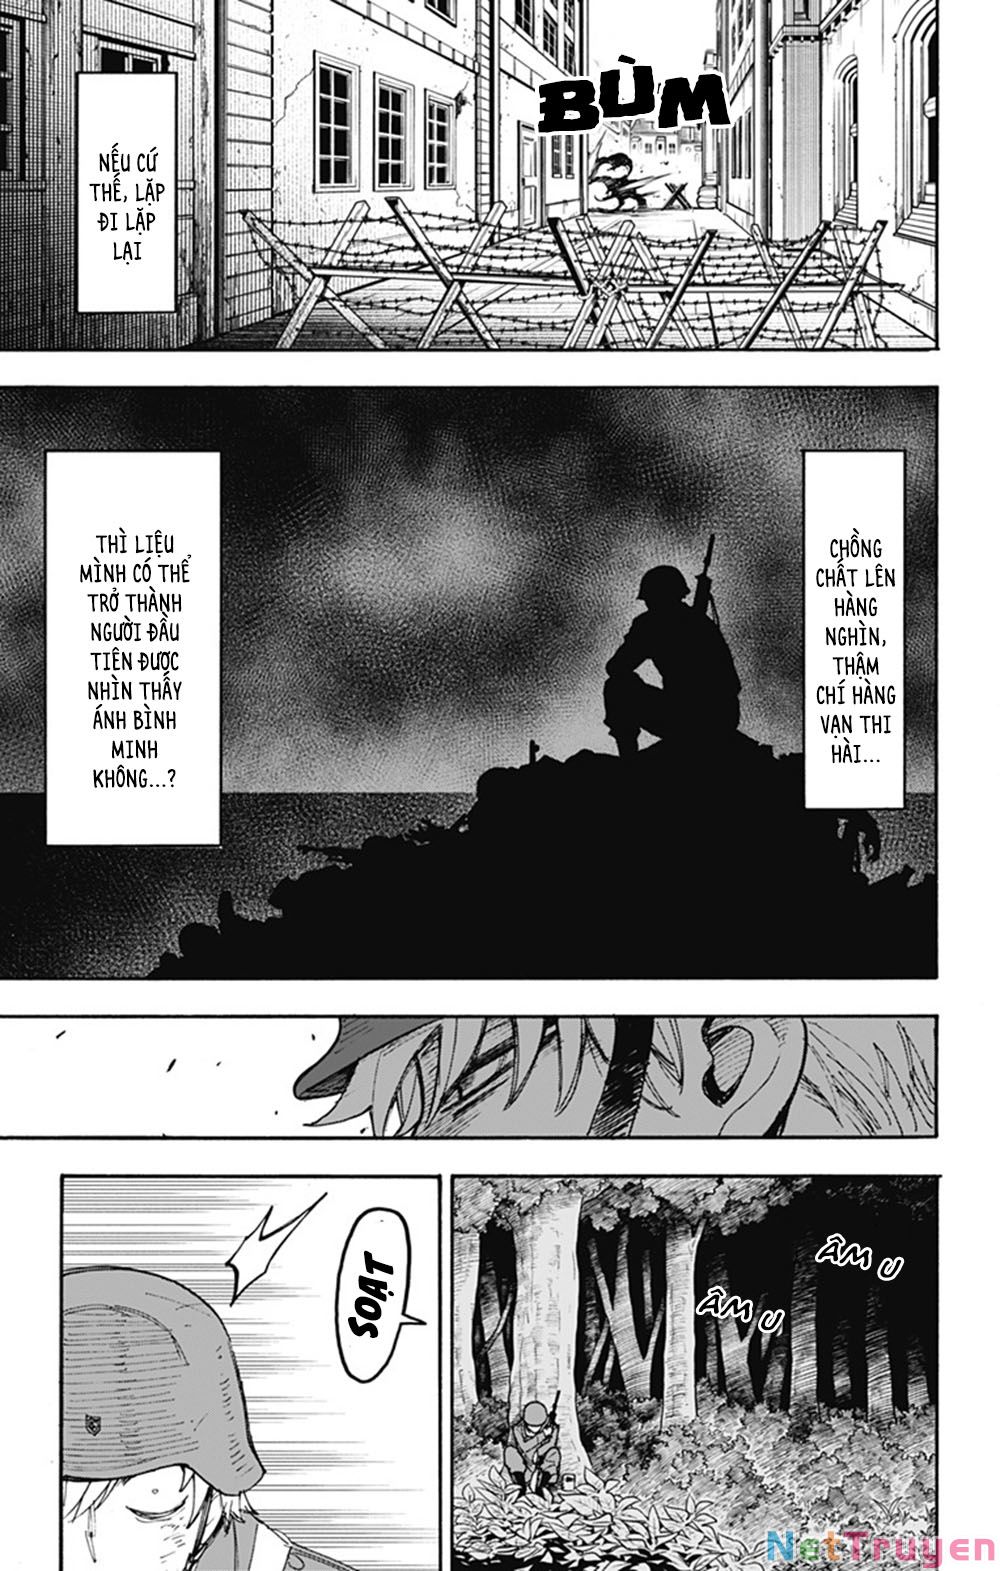 BÙM
NẾU CỨ
THẾ, LẶP
ĐI LẶP
LẠI
CHỒNG
CHẤT LÊN
HÀNG
NGHÌN,
THẬM
CHÍ HÀNG
VẠN THI
HÀI...
THÌ LIỆU
MÌNH CÓ THỂ
TRỞ THÀNH
NGƯỜI ĐẦU
TIÊN ĐƯỢC
NHÌN THẤY
ÁNH BÌNH
MINH
KHÔNG...?
ÂM U
ÂM U
SOẠT
NetTruyen